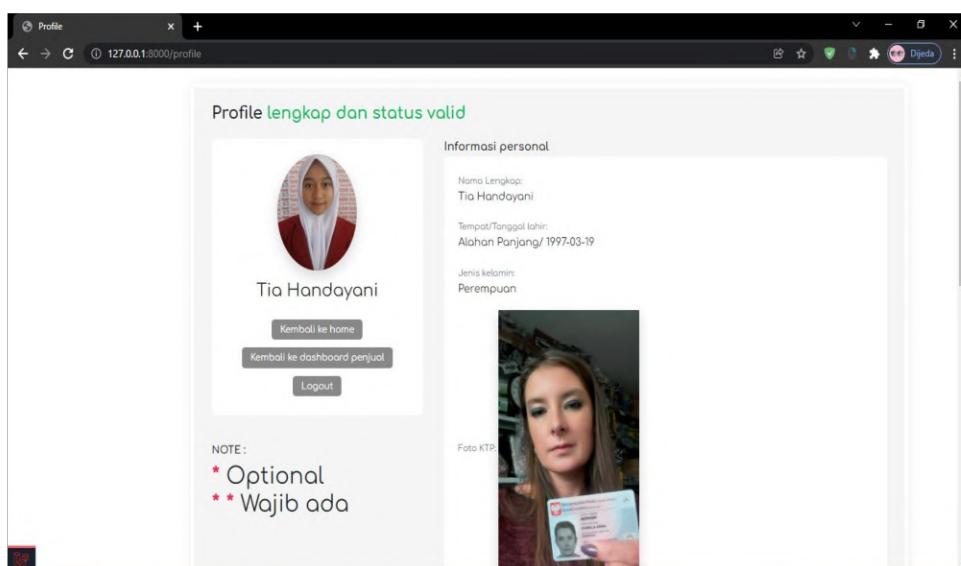 Profile
127.0.0.1:8000/profile
Dijeda
Profile lengkap dan status valid
Tia Handayani
Kembali ke home
Kembali ke dashboard penjual
Logout
NOTE :
* Optional
** Wajib ada
Informasi personal
Nama Lengkap:
Tia Handayani
Tempat/Tanggal lahir:
Alahan Panjang/ 1997-03-19
Jenis kelamin:
Perempuan
Foto KTP: